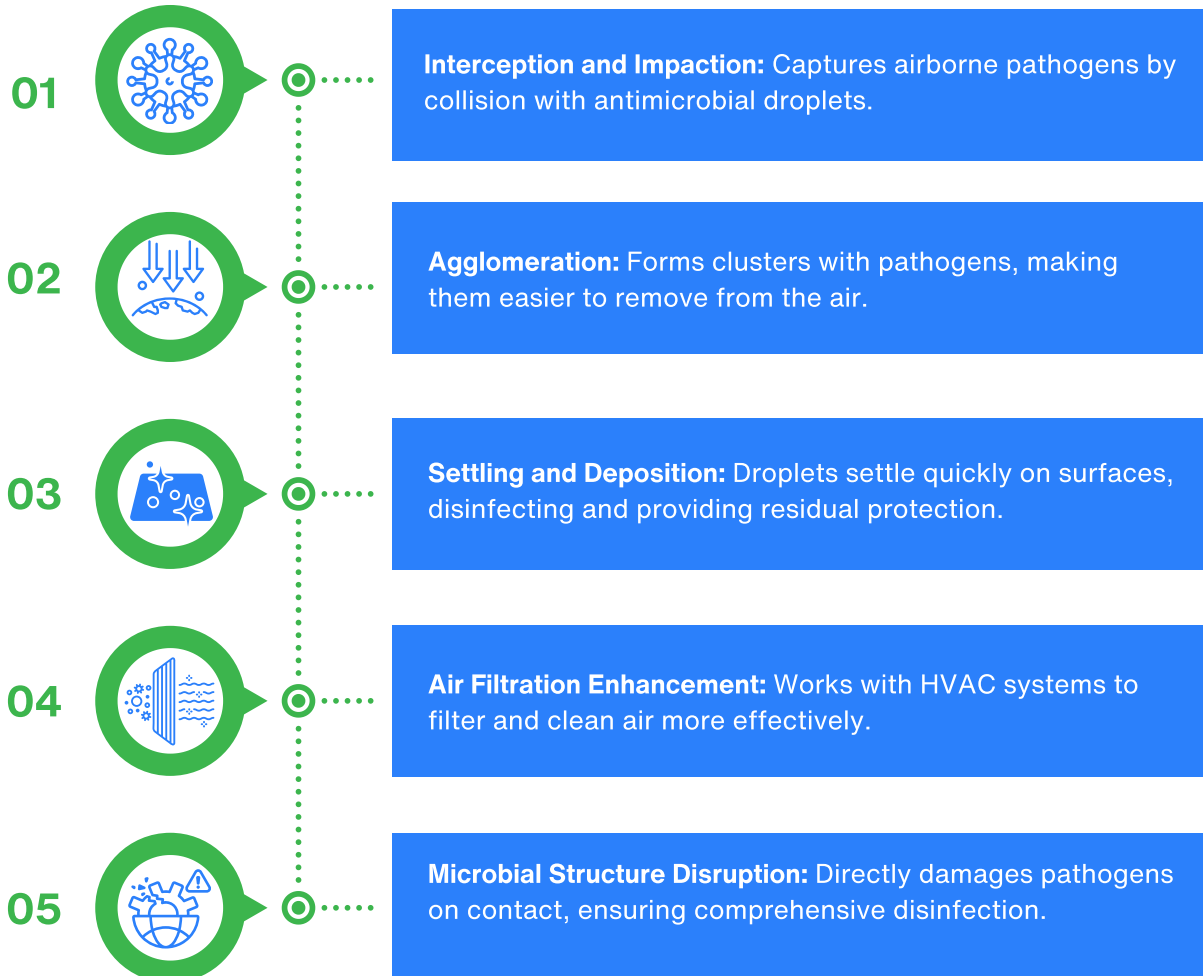 01
Interception and Impaction: Captures airborne pathogens by
collision with antimicrobial droplets.
02
Agglomeration: Forms clusters with pathogens, making
them easier to remove from the air.
03
Settling and Deposition: Droplets settle quickly on surfaces,
disinfecting and providing residual protection.
04
Air Filtration Enhancement: Works with HVAC systems to
filter and clean air more effectively.
05
Microbial Structure Disruption: Directly damages pathogens
on contact, ensuring comprehensive disinfection.